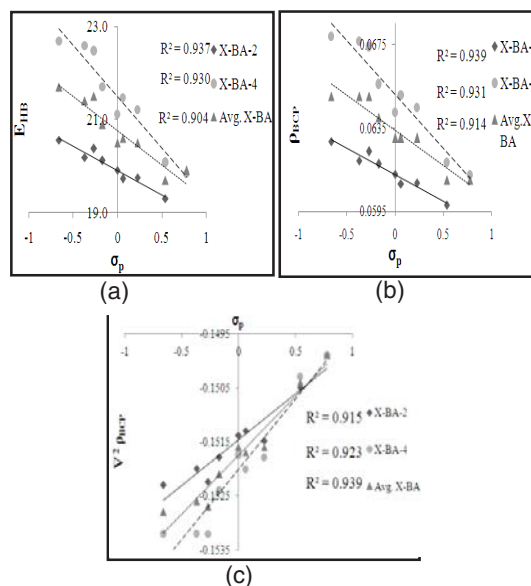 23.0
R² = 0.937 X-BA-2
R² = 0.930 X-BA-4
E_HB
21.0
R² = 0.904 Avg. X-BA
19.0
-1 -0.5 0 0.5 1
σp
(a)
0.0675
R² = 0.939 X-BA-
R² = 0.931 X-BA-
ρBCP
0.0635
R² = 0.914 Avg.X
BA
0.0595
-1 -0.5 0 0.5 1
σp
(b)
σp
-0.1495
-1 -0.5 0 0.5 1
-0.1505
R² = 0.915 X-BA-2
-0.1515
R² = 0.923 X-BA-4
∇² ρBCP
R² = 0.939 Avg X-BA
-0.1525
-0.1535
(c)